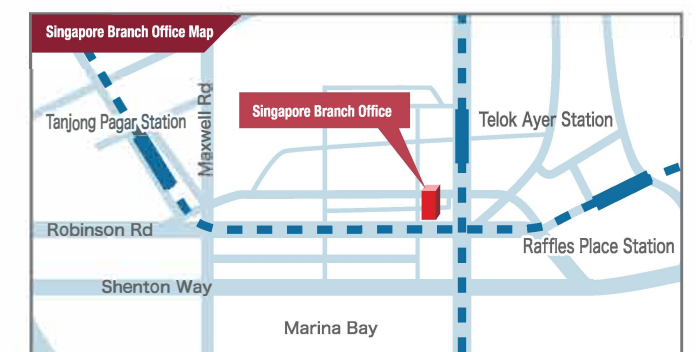 Singapore Branch Office Map
Tanjong Pagar Station
Maxwell Rd
Singapore Branch Office
Telok Ayer Station
Robinson Rd
Raffles Place Station
Shenton Way
Marina Bay